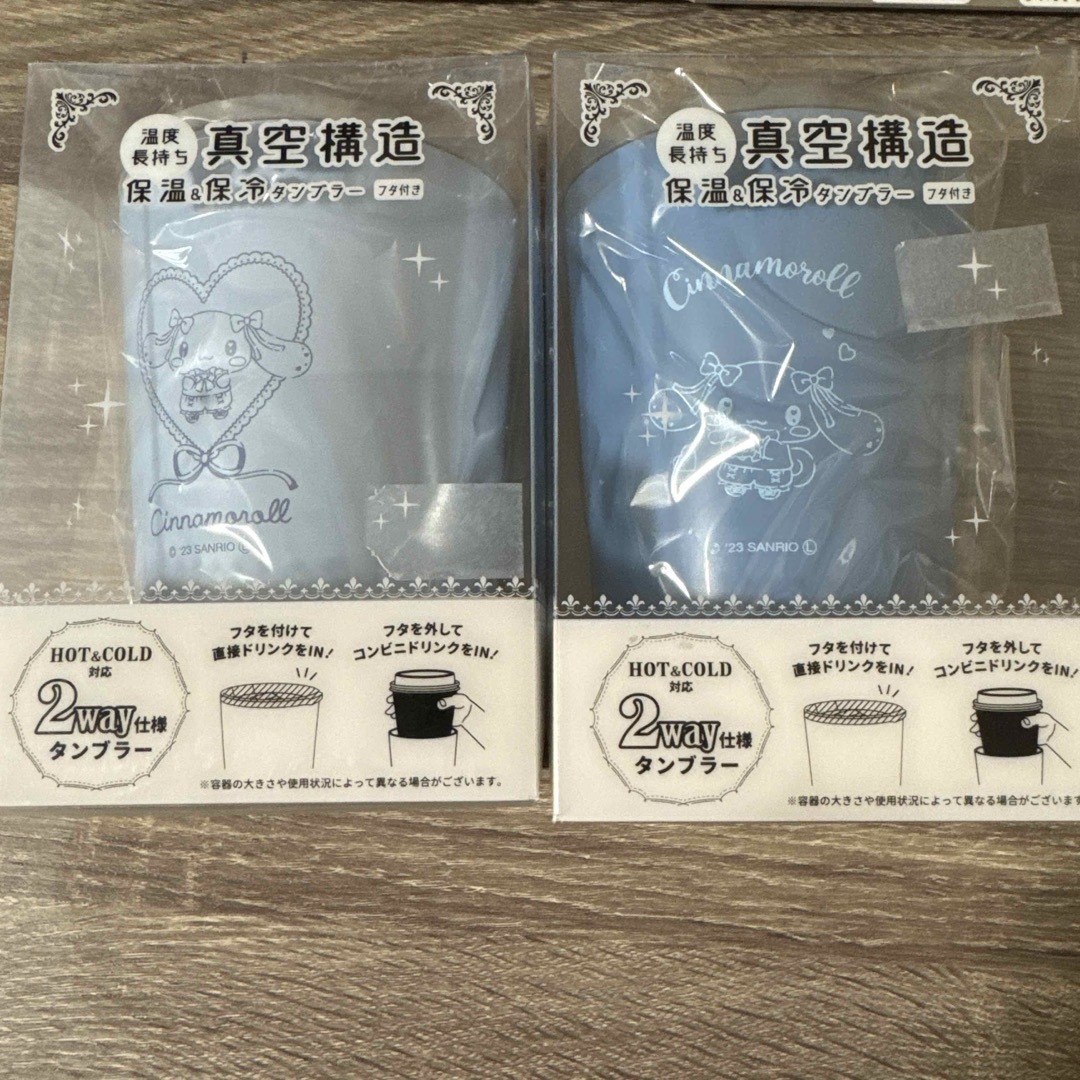 温度
長持ち
真空構造
保温&保冷タンブラー フタ付き
Cinnamoroll
© '23 SANRIO Ⓛ
HOT&COLD
対応
2way仕様
タンブラー
フタを付けて
直接ドリンクをIN!
フタを外して
コンビニドリンクをIN!
※容器の大きさや使用状況によって異なる場合がございます。
温度
長持ち
真空構造
保温&保冷タンブラー フタ付き
Cinnamoroll
© '23 SANRIO Ⓛ
HOT&COLD
対応
2way仕様
タンブラー
フタを付けて
直接ドリンクをIN!
フタを外して
コンビニドリンクをIN!
※容器の大きさや使用状況によって異なる場合がございます